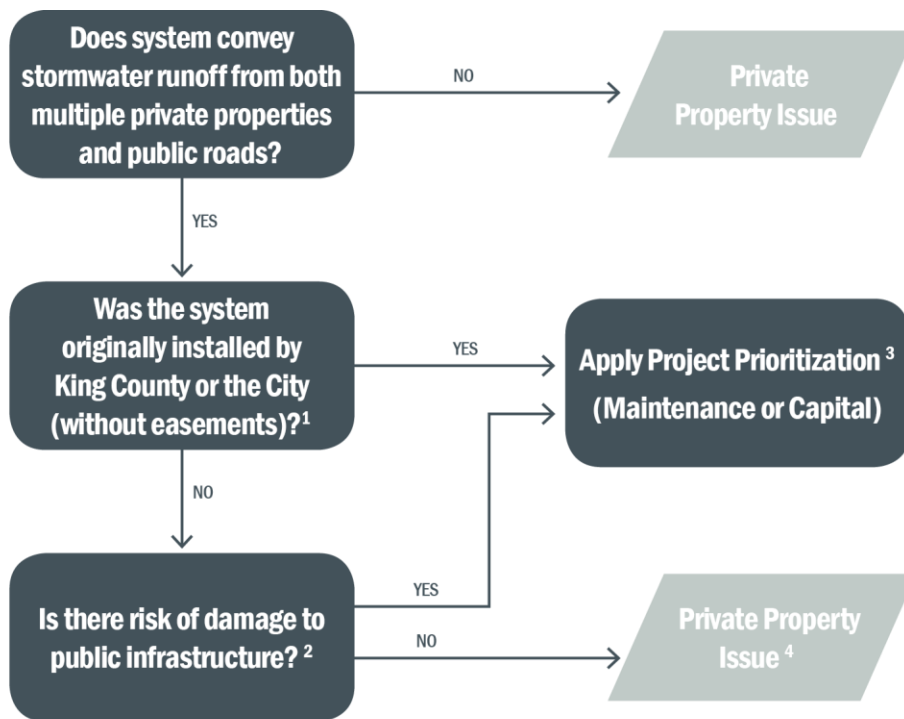 Does system convey
stormwater runoff from both
multiple private properties
and public roads?
NO
Private
Property Issue
YES
Was the system
originally installed by
King County or the City
(without easements)?¹
YES
Apply Project Prioritization ³
(Maintenance or Capital)
NO
Is there risk of damage to
public infrastructure? ²
YES
NO
Private Property
Issue ⁴